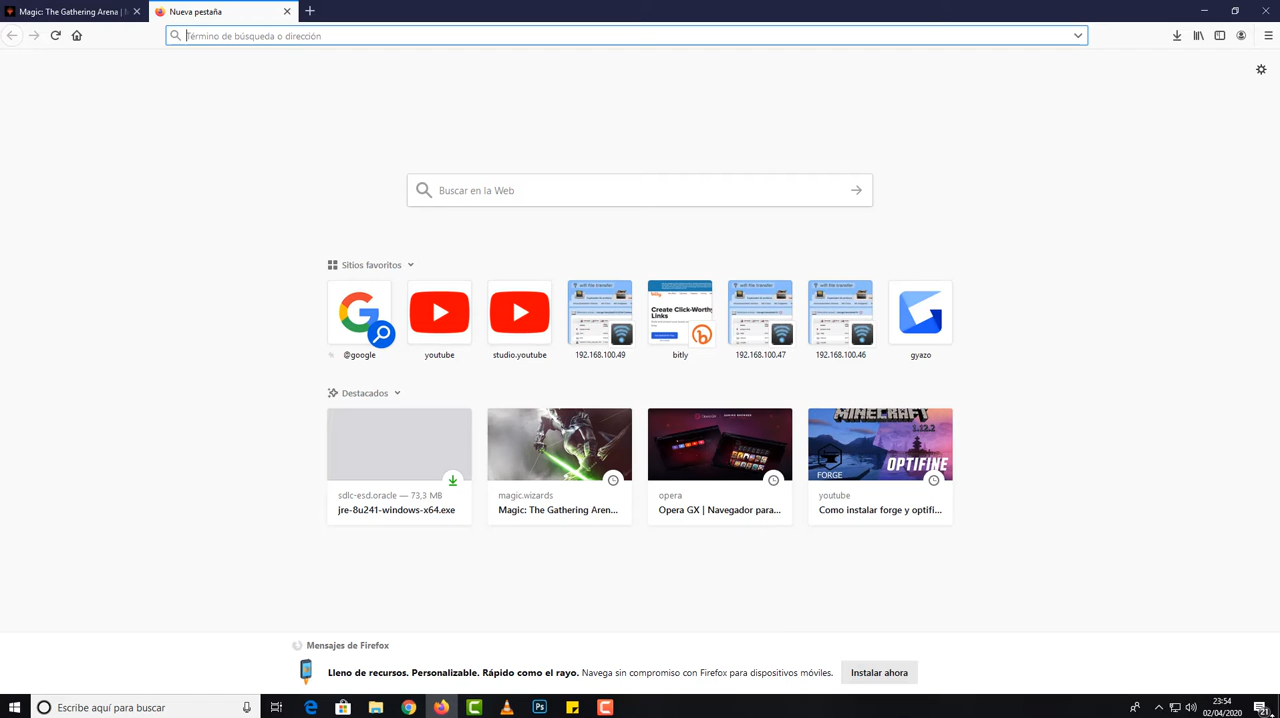 Magic: The Gathering Arena |
Nueva pestaña
Término de búsqueda o dirección
Buscar en la Web
Sitios favoritos
Create Click-Worthy
Links
@google
youtube
studio.youtube
192.168.100.49
bitly
192.168.100.47
192.168.100.46
gyazo
Destacados
MINECRAFT
1.12.2
FORGE
OPTIFINE
sdlc-esd.oracle — 73,3 MB
jre-8u241-windows-x64.exe
magic.wizards
Magic: The Gathering Aren...
opera
Opera GX | Navegador para...
youtube
Como instalar forge y optifi...
Mensajes de Firefox
Lleno de recursos. Personalizable. Rápido como el rayo. Navega sin compromiso con Firefox para dispositivos móviles.
Instalar ahora
Escribe aquí para buscar
Ps
23:54
02/04/2020
21